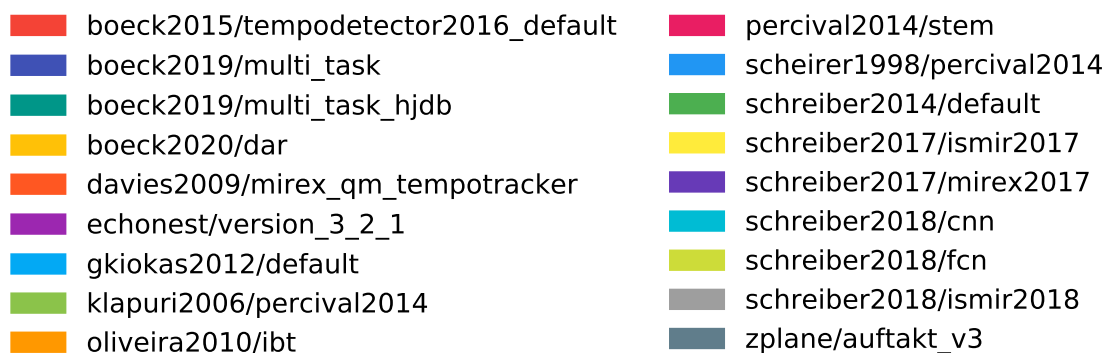 boeck2015/tempodetector2016_default
boeck2019/multi_task
boeck2019/multi_task_hjdb
boeck2020/dar
davies2009/mirex_qm_tempotracker
echonest/version_3_2_1
gkiokas2012/default
klapuri2006/percival2014
oliveira2010/ibt
percival2014/stem
scheirer1998/percival2014
schreiber2014/default
schreiber2017/ismir2017
schreiber2017/mirex2017
schreiber2018/cnn
schreiber2018/fcn
schreiber2018/ismir2018
zplane/auftakt_v3